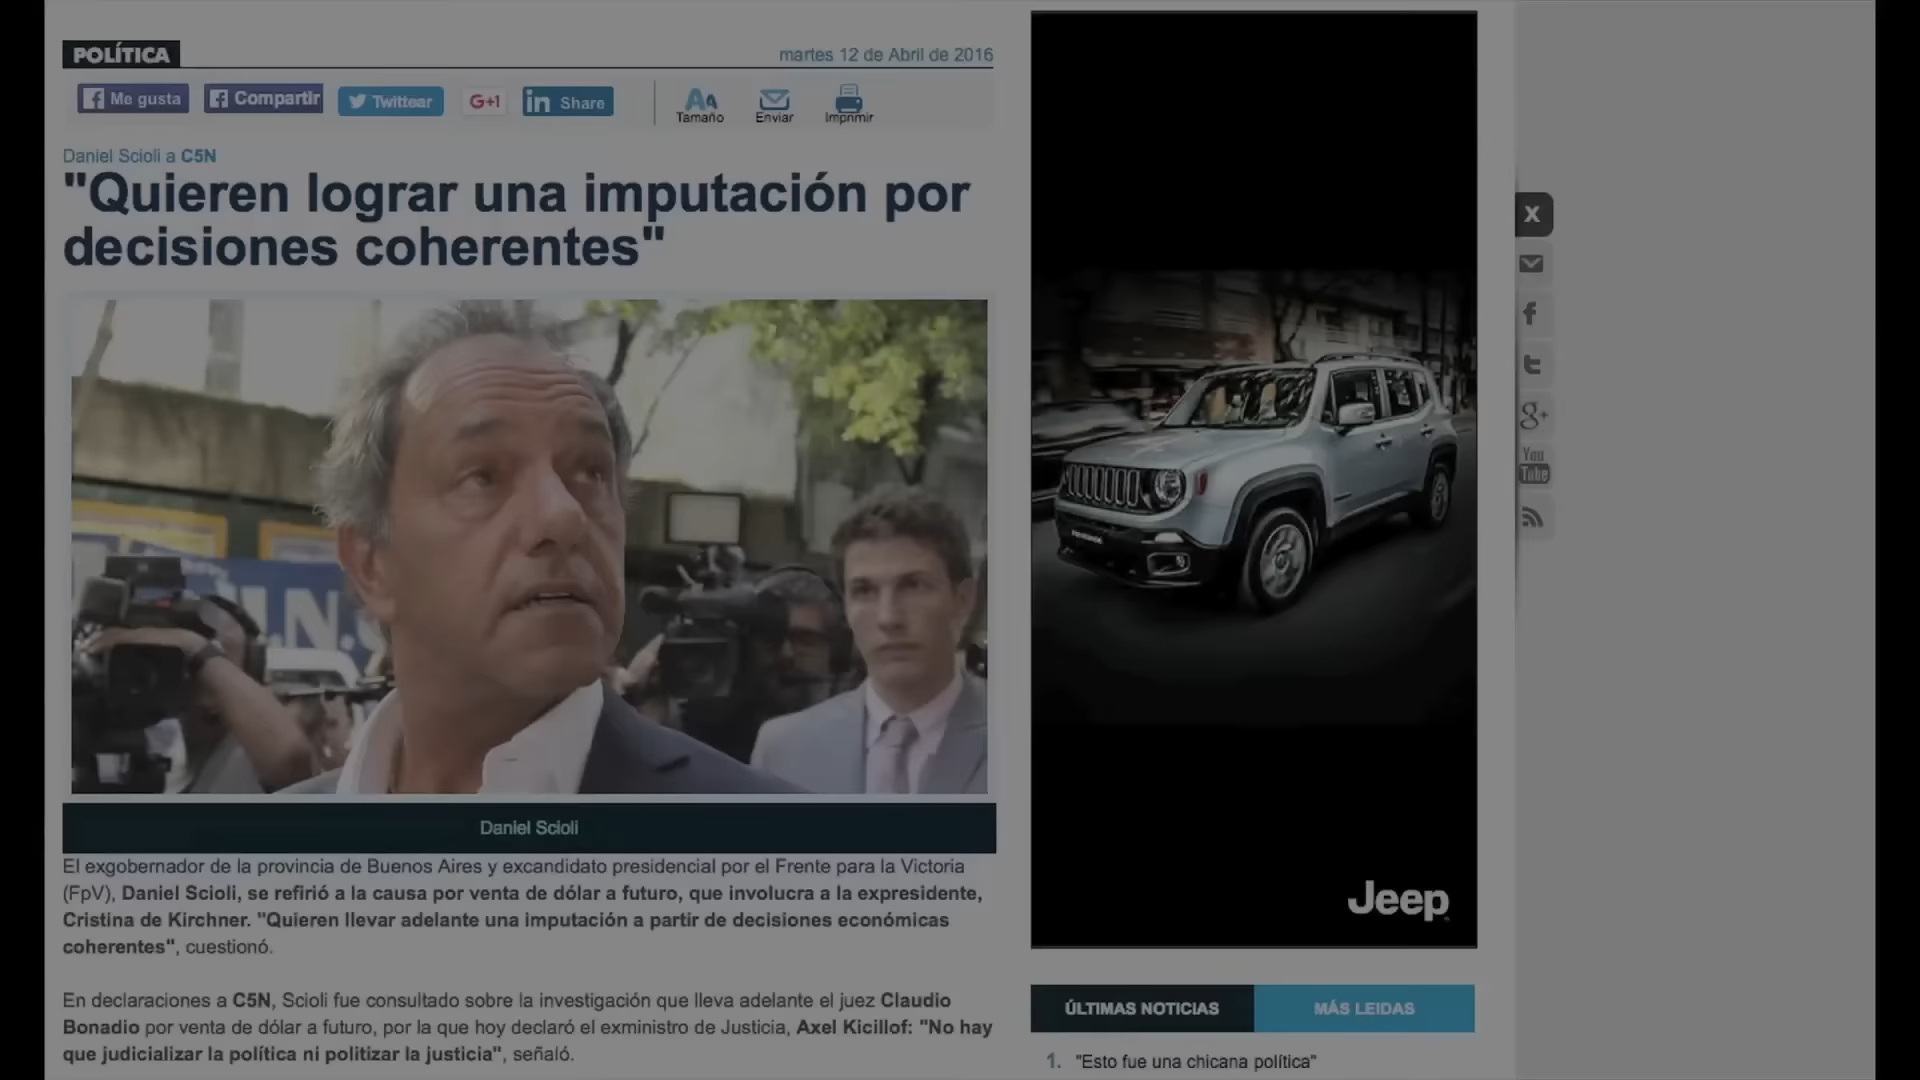 POLÍTICA
martes 12 de Abril de 2016
Me gusta
Compartir
Twittear
G+1
in Share
Tamaño
Enviar
Imprimir
Daniel Scioli a C5N
"Quieren lograr una imputación por
decisiones coherentes"
Daniel Scioli
El exgobernador de la provincia de Buenos Aires y excandidato presidencial por el Frente para la Victoria
(FpV), Daniel Scioli, se refirió a la causa por venta de dólar a futuro, que involucra a la expresidente,
Cristina de Kirchner. "Quieren llevar adelante una imputación a partir de decisiones económicas
coherentes", cuestionó.
En declaraciones a C5N, Scioli fue consultado sobre la investigación que lleva adelante el juez Claudio
Bonadio por venta de dólar a futuro, por la que hoy declaró el exministro de Justicia, Axel Kicillof: "No hay
que judicializar la política ni politizar la justicia", señaló.
Jeep
ÚLTIMAS NOTICIAS
MÁS LEIDAS
1. "Esto fue una chicana política"
X
g+
You
Tube